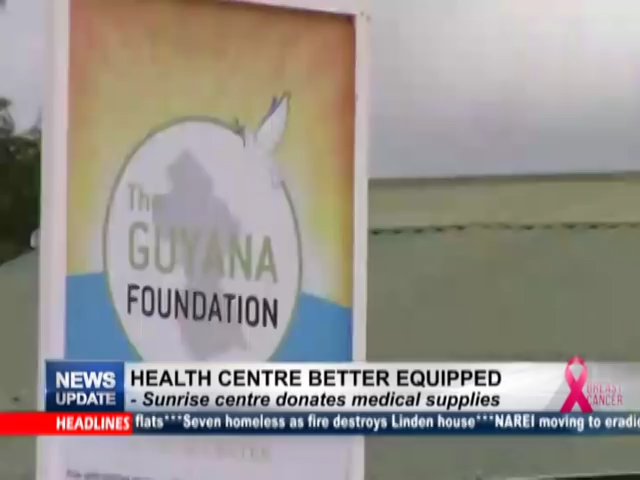 The
GUYANA
FOUNDATION
NEWS
UPDATE
HEALTH CENTRE BETTER EQUIPPED
- Sunrise centre donates medical supplies
BREAST
CANCER
HEADLINES
flats***Seven homeless as fire destroys Linden house***NAREI moving to eradic